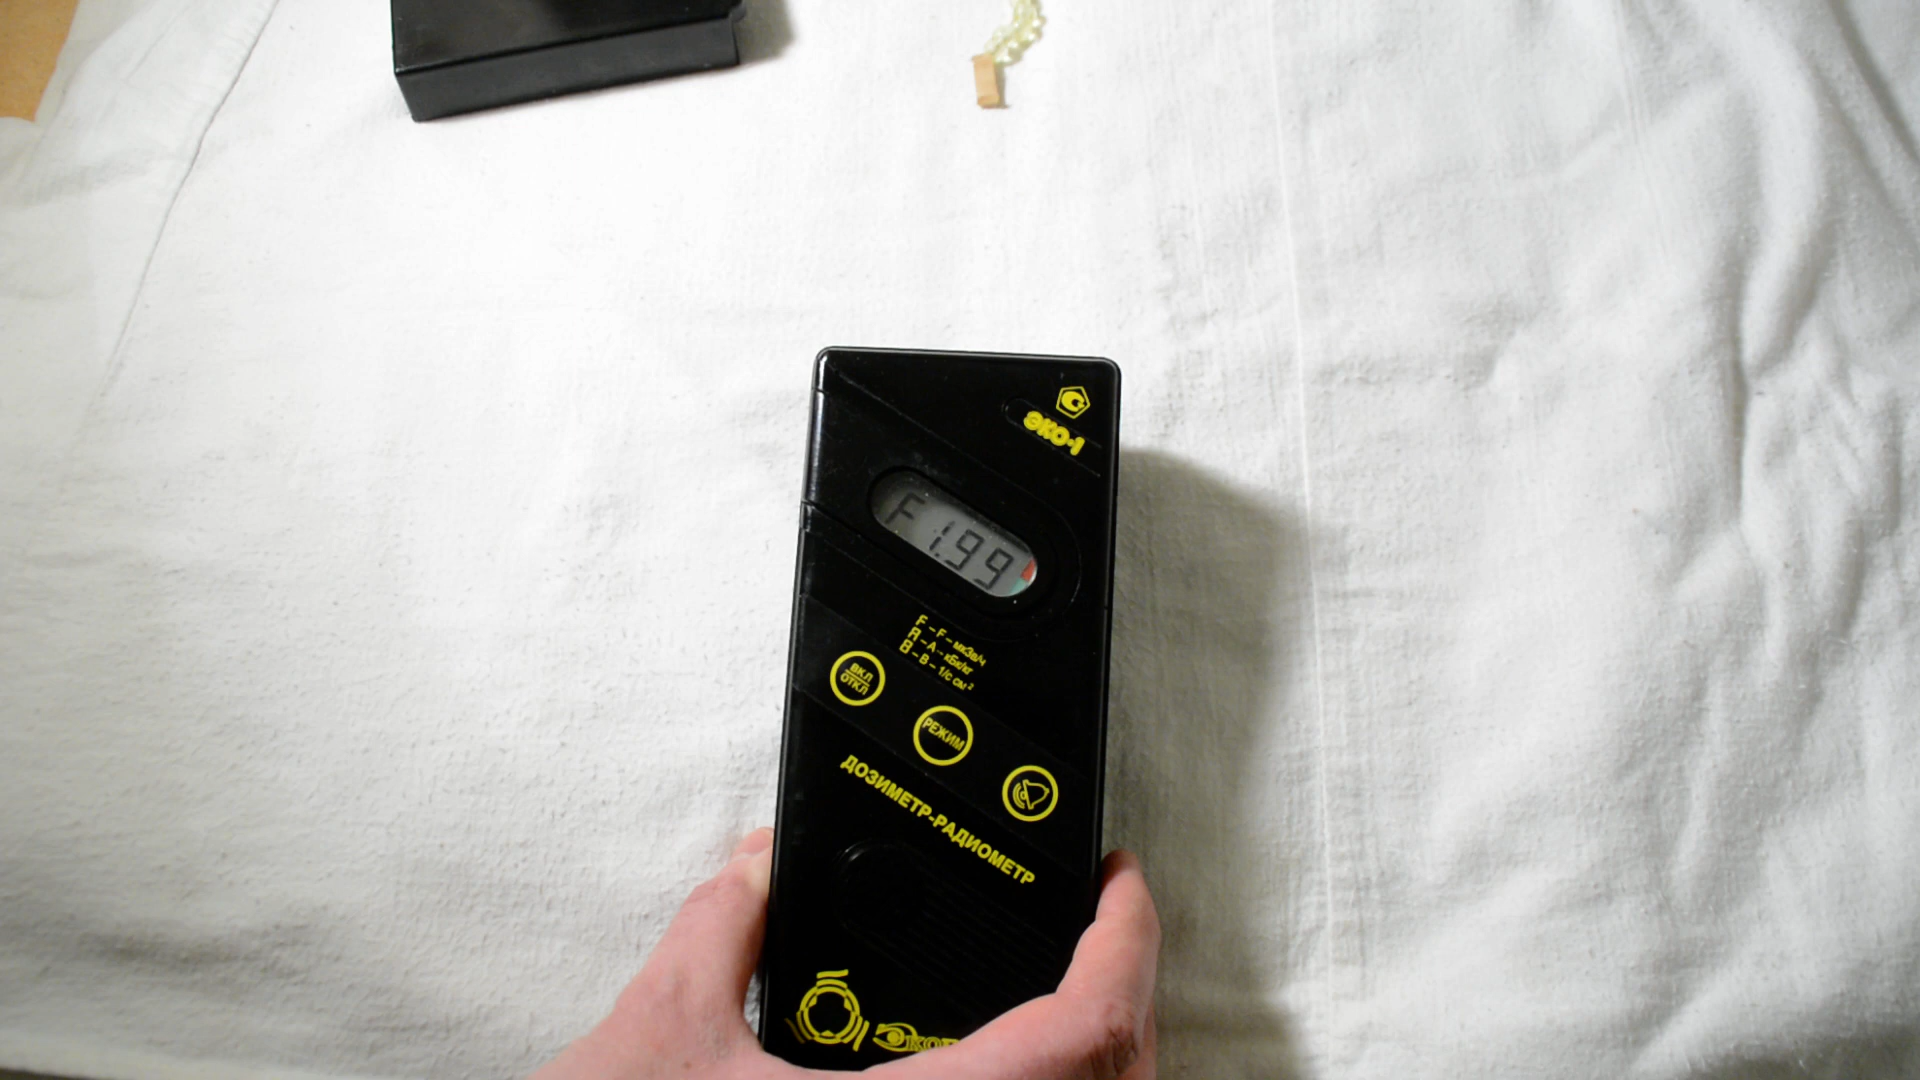 ЭКО-1
F 1.99
F – F – мкЗв/ч
Я – A – кБк/кг
B – B – 1/с см²
ВКЛ
ОТКЛ
РЕЖИМ
ДОЗИМЕТР-РАДИОМЕТР